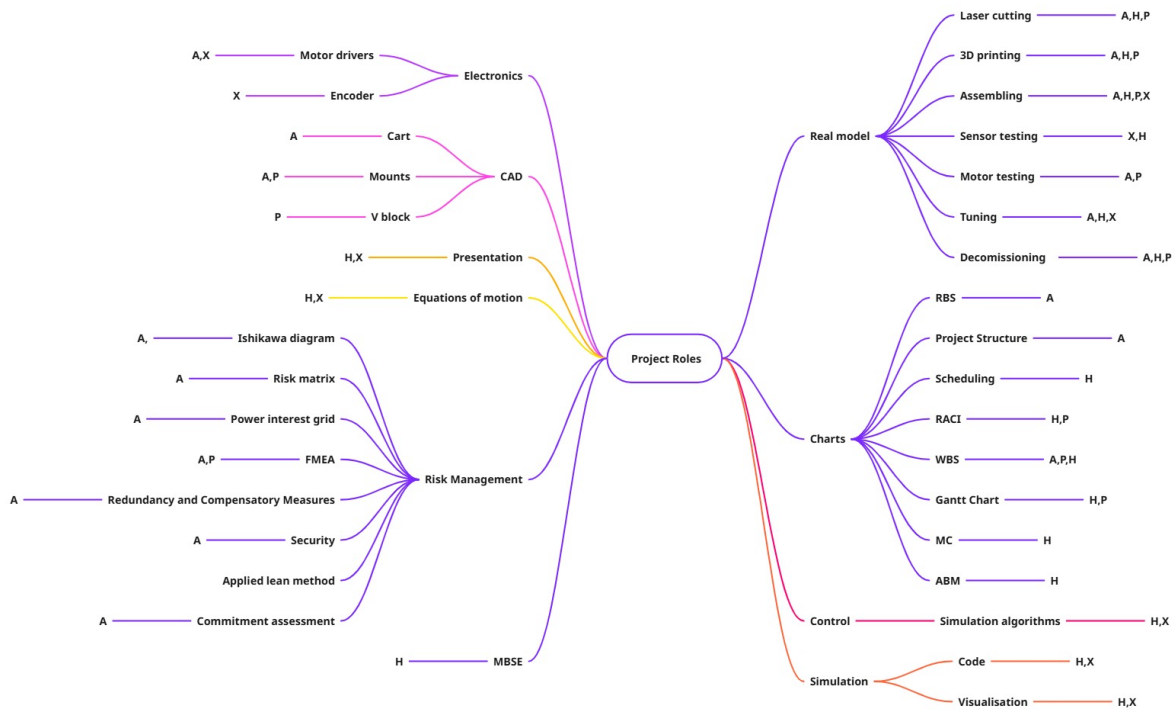 Project Roles
Electronics
Motor drivers
A,X
Encoder
X
CAD
Cart
A
Mounts
A,P
V block
P
Presentation
H,X
Equations of motion
H,X
Risk Management
Ishikawa diagram
A,
Risk matrix
A
Power interest grid
A
FMEA
A,P
Redundancy and Compensatory Measures
A
Security
A
Applied lean method
Commitment assessment
A
MBSE
H
Real model
Laser cutting
A,H,P
3D printing
A,H,P
Assembling
A,H,P,X
Sensor testing
X,H
Motor testing
A,P
Tuning
A,H,X
Decomissioning
A,H,P
Charts
RBS
A
Project Structure
A
Scheduling
H
RACI
H,P
WBS
A,P,H
Gantt Chart
H,P
MC
H
ABM
H
Control
Simulation algorithms
H,X
Simulation
Code
H,X
Visualisation
H,X